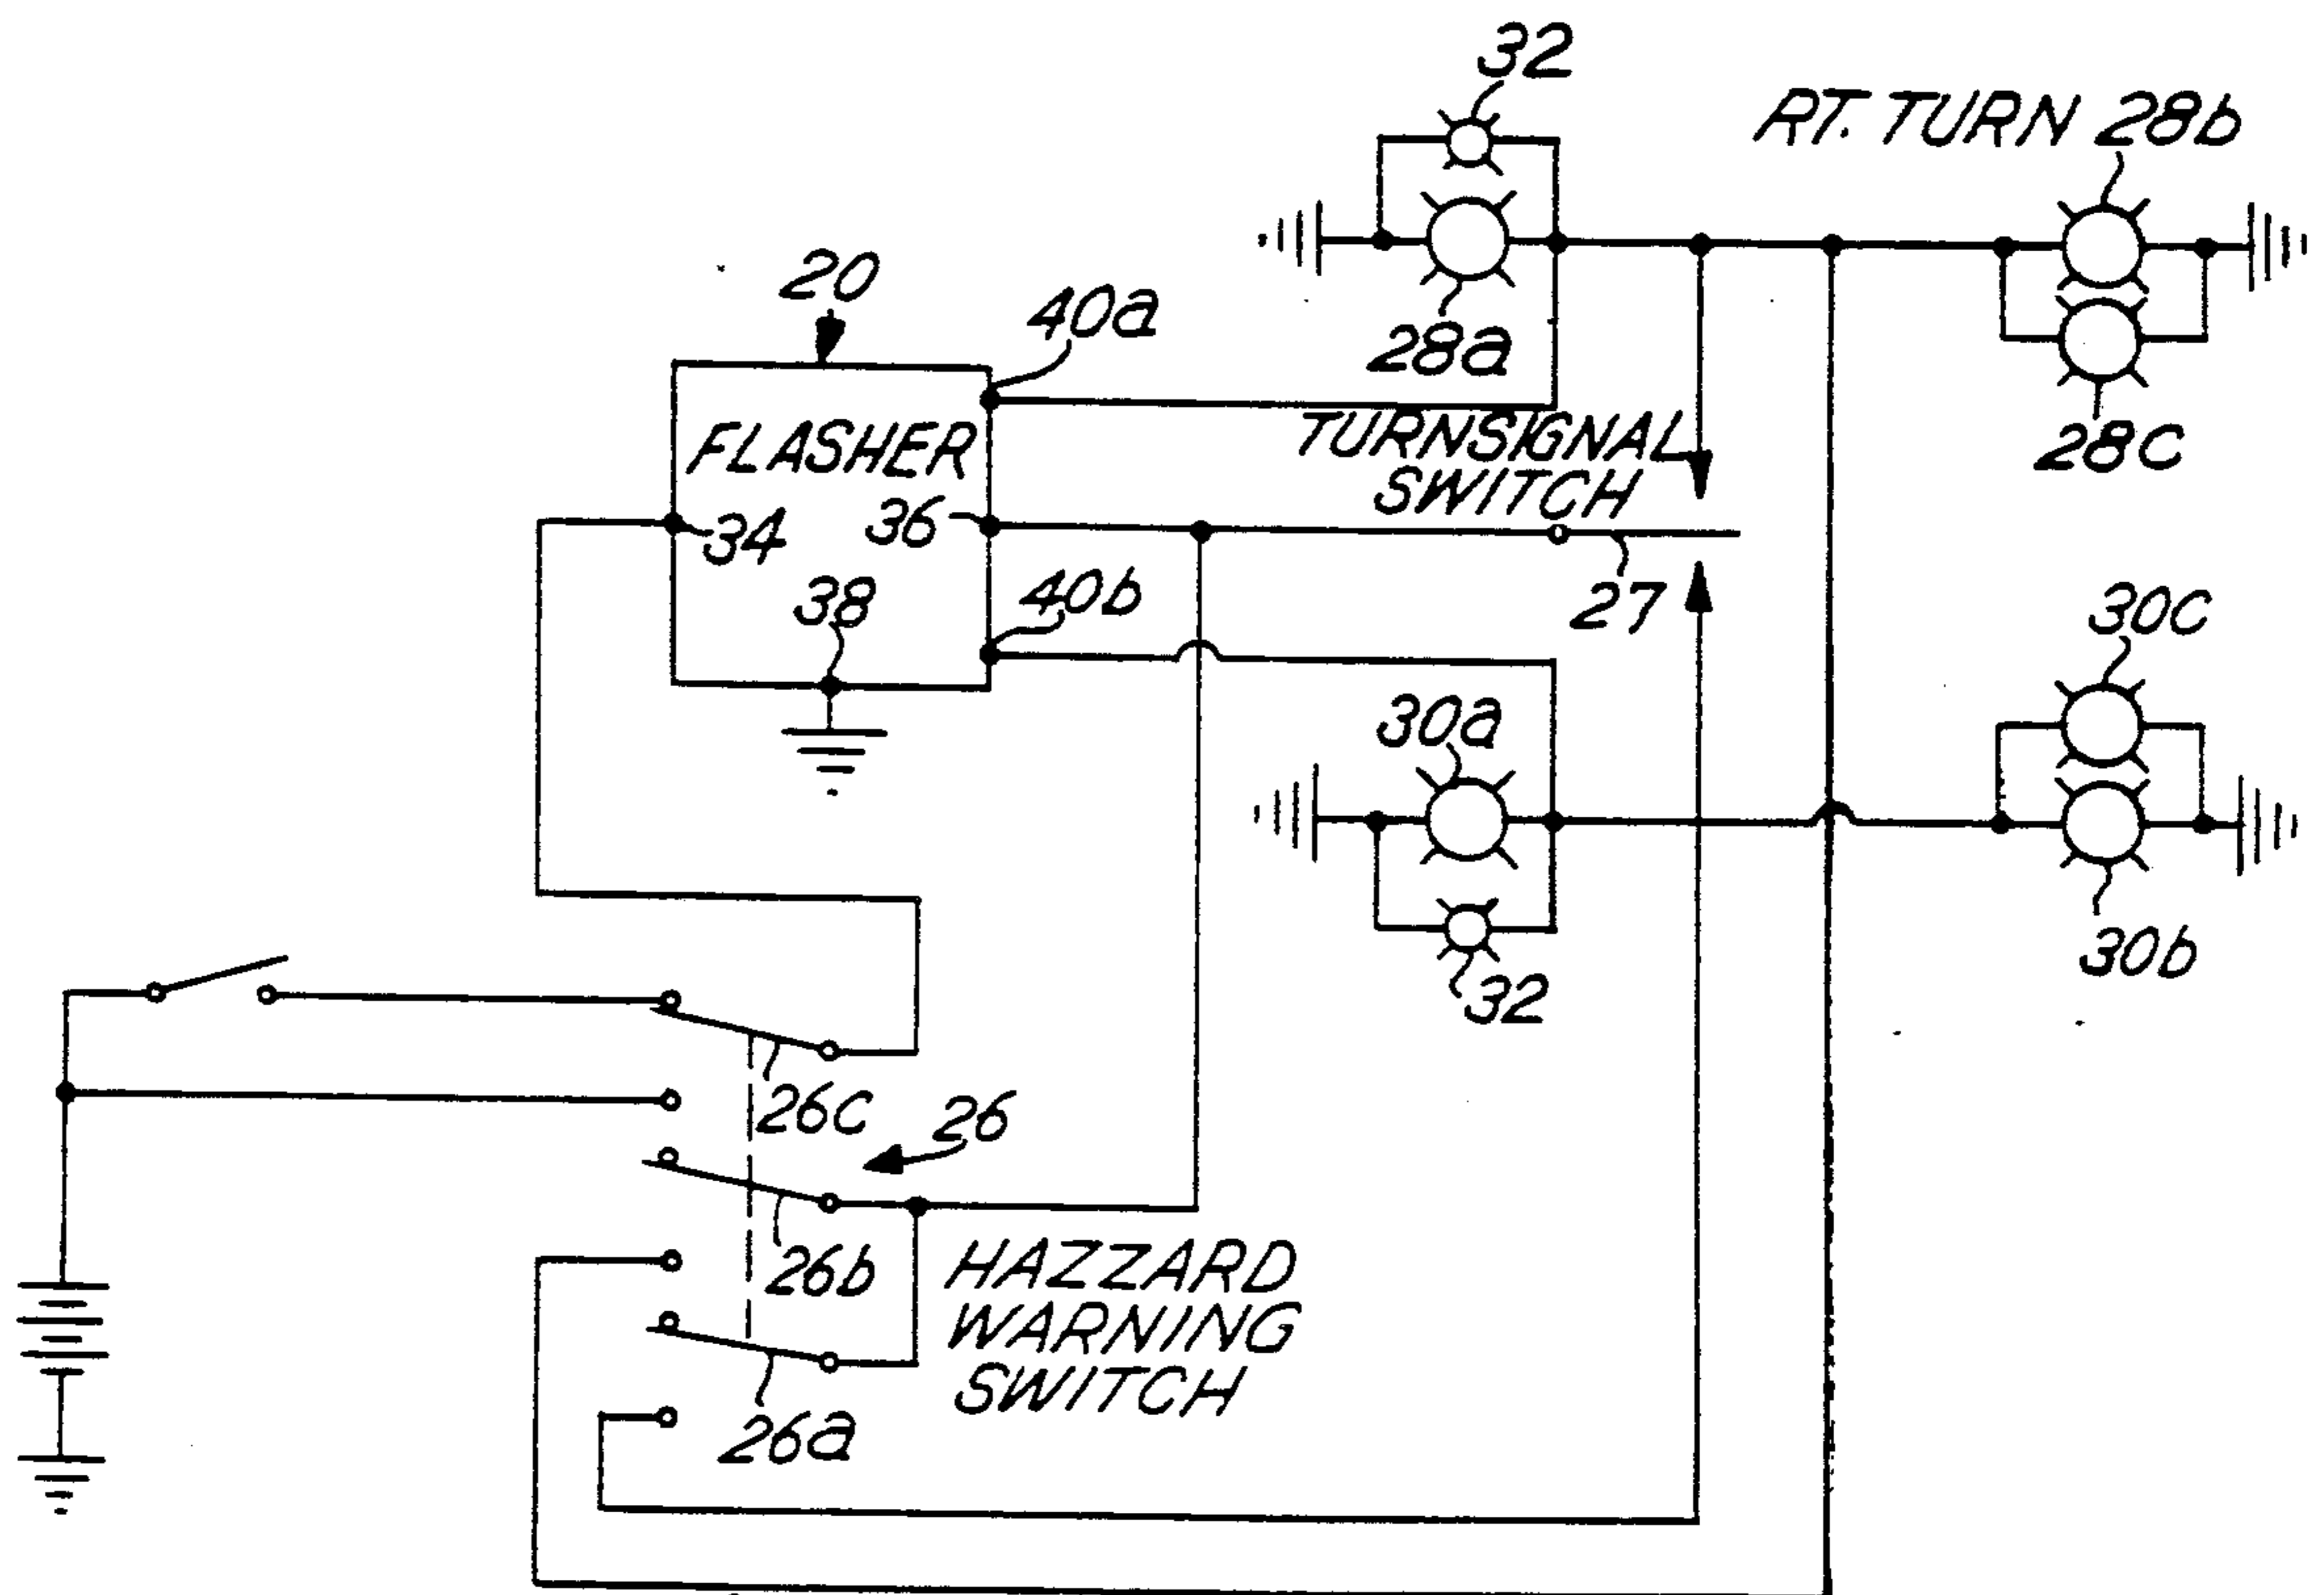 32
RT. TURN 28b
20
40a
28a
FLASHER
TURNSIGNAL
SWITCH
28C
34
36
38
40b
27
30C
30a
30b
32
26C
26
26b
HAZZARD
WARNING
SWITCH
26a